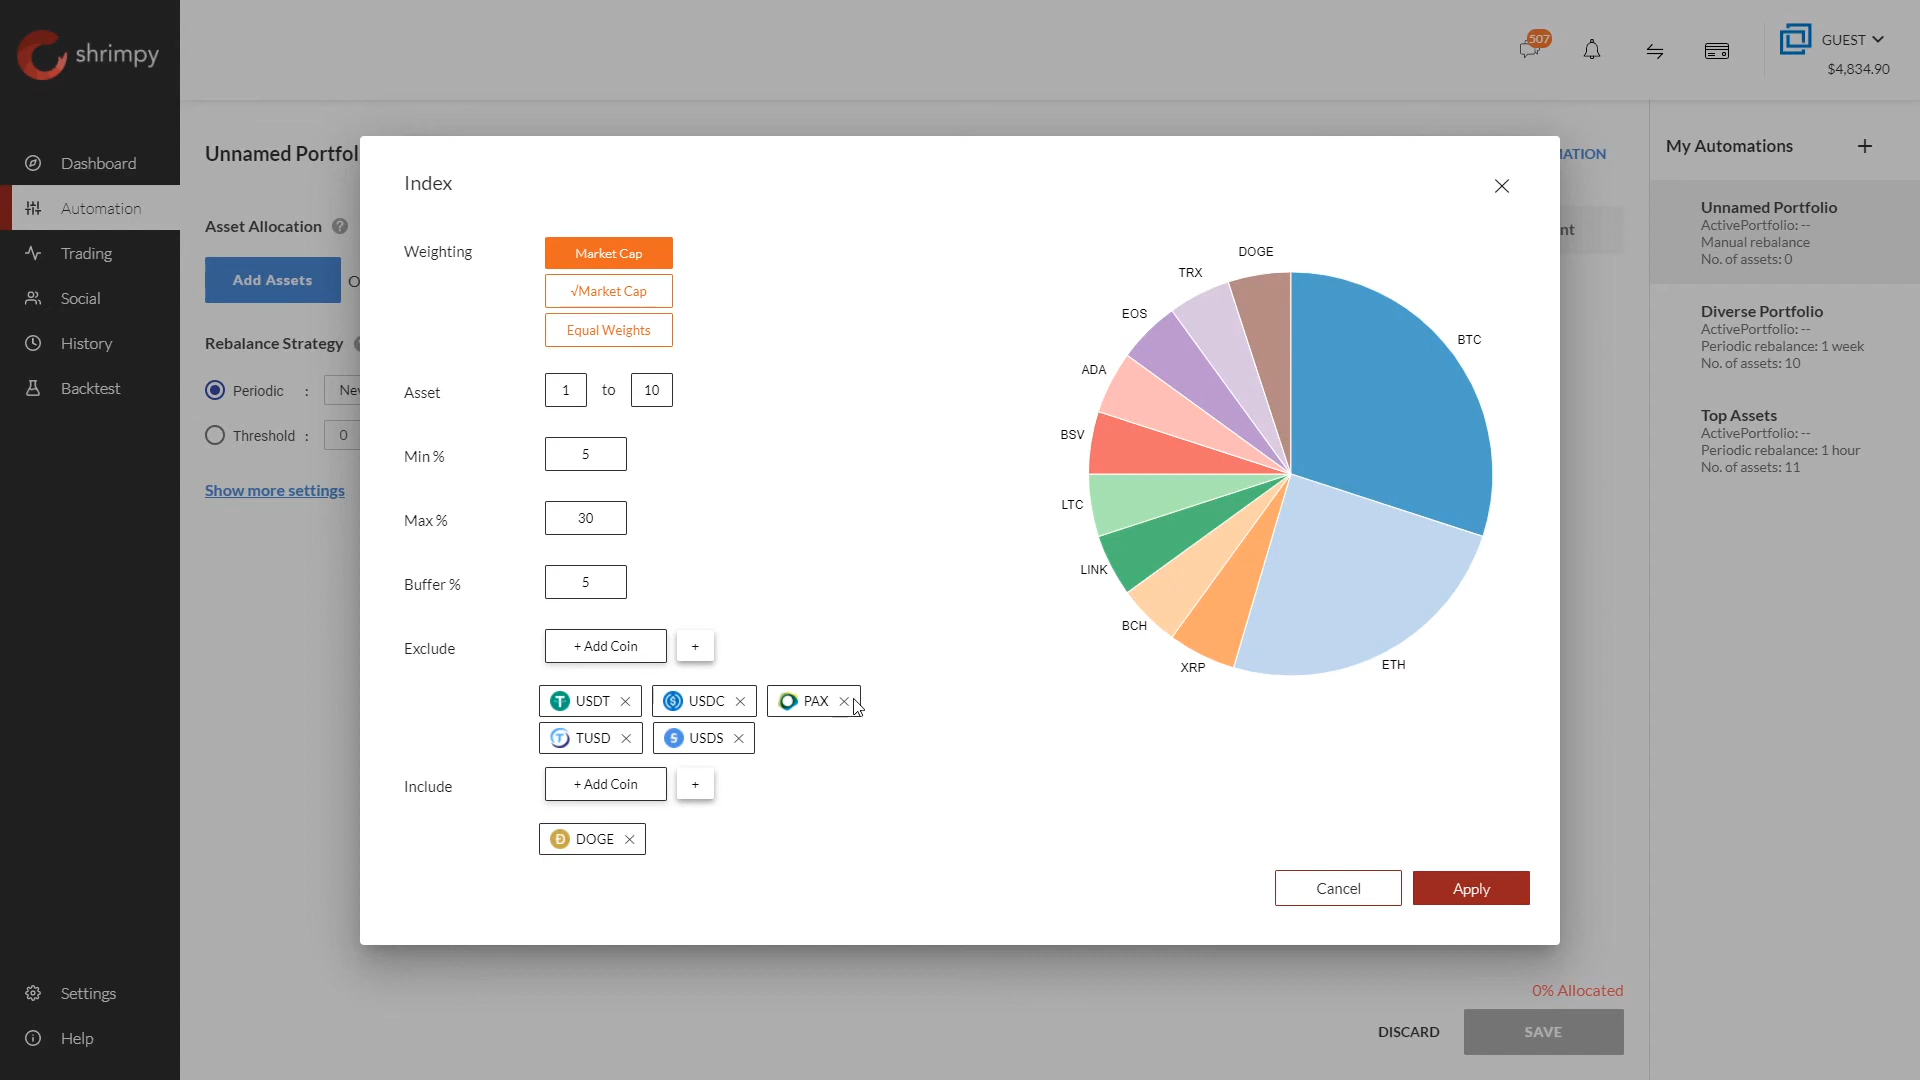 shrimpy
507
GUEST
$4,834.90
Dashboard
Automation
Trading
Social
History
Backtest
Settings
Help
Unnamed Portfol
Asset Allocation ?
Add Assets O
Rebalance Strategy
Periodic : Nev
Threshold : 0
Show more settings
Index
Weighting
Market Cap
√Market Cap
Equal Weights
Asset 1 to 10
Min % 5
Max % 30
Buffer % 5
Exclude + Add Coin +
USDT USDC PAX
TUSD USDS
Include + Add Coin +
DOGE
DOGE
TRX
EOS
BTC
ADA
BSV
LTC
LINK
BCH
XRP
ETH
Cancel Apply
IATION
nt
0% Allocated
DISCARD SAVE
My Automations +
Unnamed Portfolio
ActivePortfolio: --
Manual rebalance
No. of assets: 0
Diverse Portfolio
ActivePortfolio: --
Periodic rebalance: 1 week
No. of assets: 10
Top Assets
ActivePortfolio: --
Periodic rebalance: 1 hour
No. of assets: 11